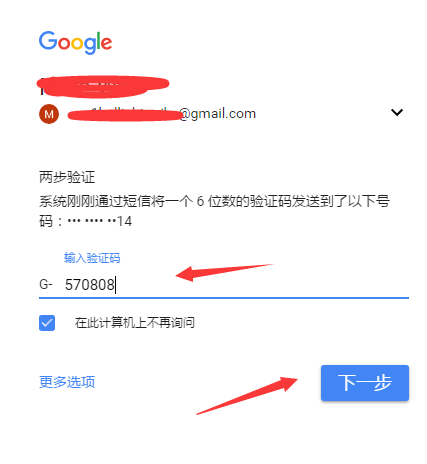 Google
M
@gmail.com
两步验证
系统刚刚通过短信将一个 6 位数的验证码发送到了以下号
码：••• •••• ••14
输入验证码
G- 570808
在此计算机上不再询问
更多选项
下一步